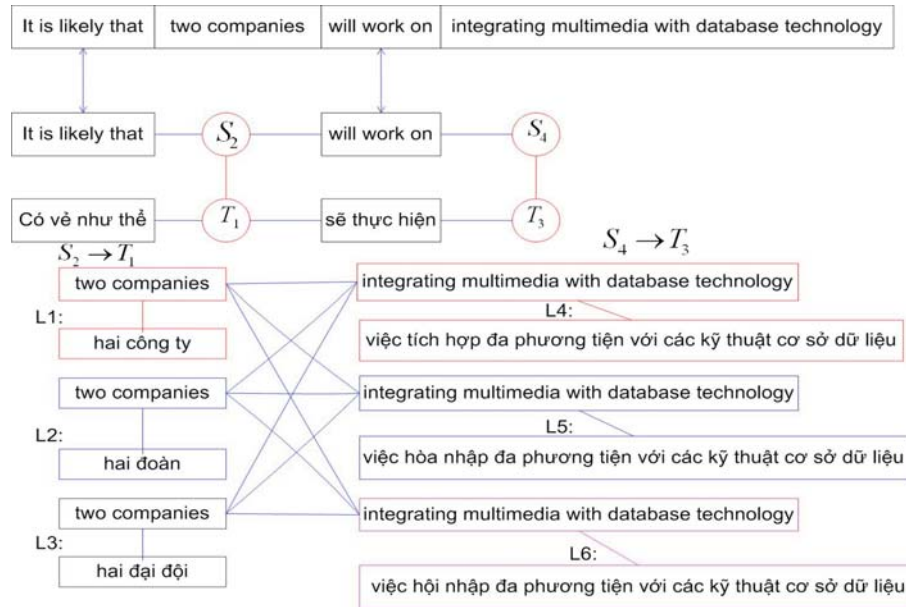 It is likely that two companies will work on integrating multimedia with database technology
It is likely that S2 will work on S4
Có vẻ như thể T1 sẽ thực hiện T3
S2 → T1 S4 → T3
two companies integrating multimedia with database technology
L1: L4:
hai công ty việc tích hợp đa phương tiện với các kỹ thuật cơ sở dữ liệu
two companies integrating multimedia with database technology
L2: L5:
hai đoàn việc hòa nhập đa phương tiện với các kỹ thuật cơ sở dữ liệu
two companies integrating multimedia with database technology
L3: L6:
hai đại đội việc hội nhập đa phương tiện với các kỹ thuật cơ sở dữ liệu